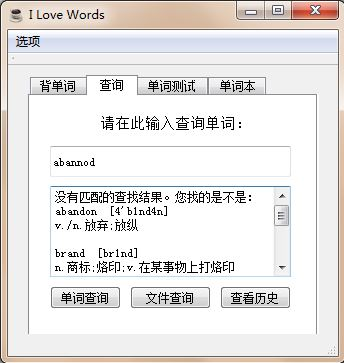 I Love Words
选项
背单词 查询 单词测试 单词本
请在此输入查询单词：
abannod
没有匹配的查找结果。您找的是不是：
abandon [4'b1nd4n]
v./n.放弃;放纵
brand [br1nd]
n.商标;烙印;v.在某事物上打烙印
单词查询 文件查询 查看历史